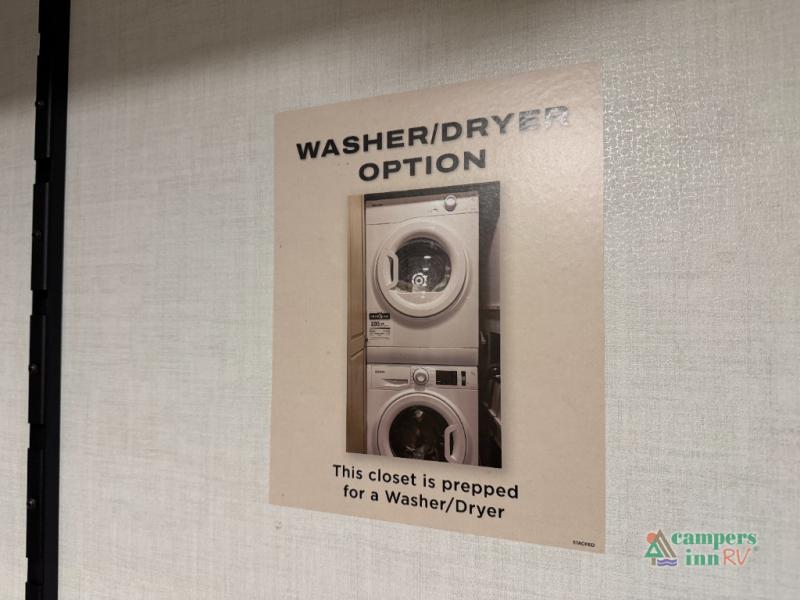 WASHER/DRYER
OPTION
This closet is prepped
for a Washer/Dryer
STACKED
campers
inn RV